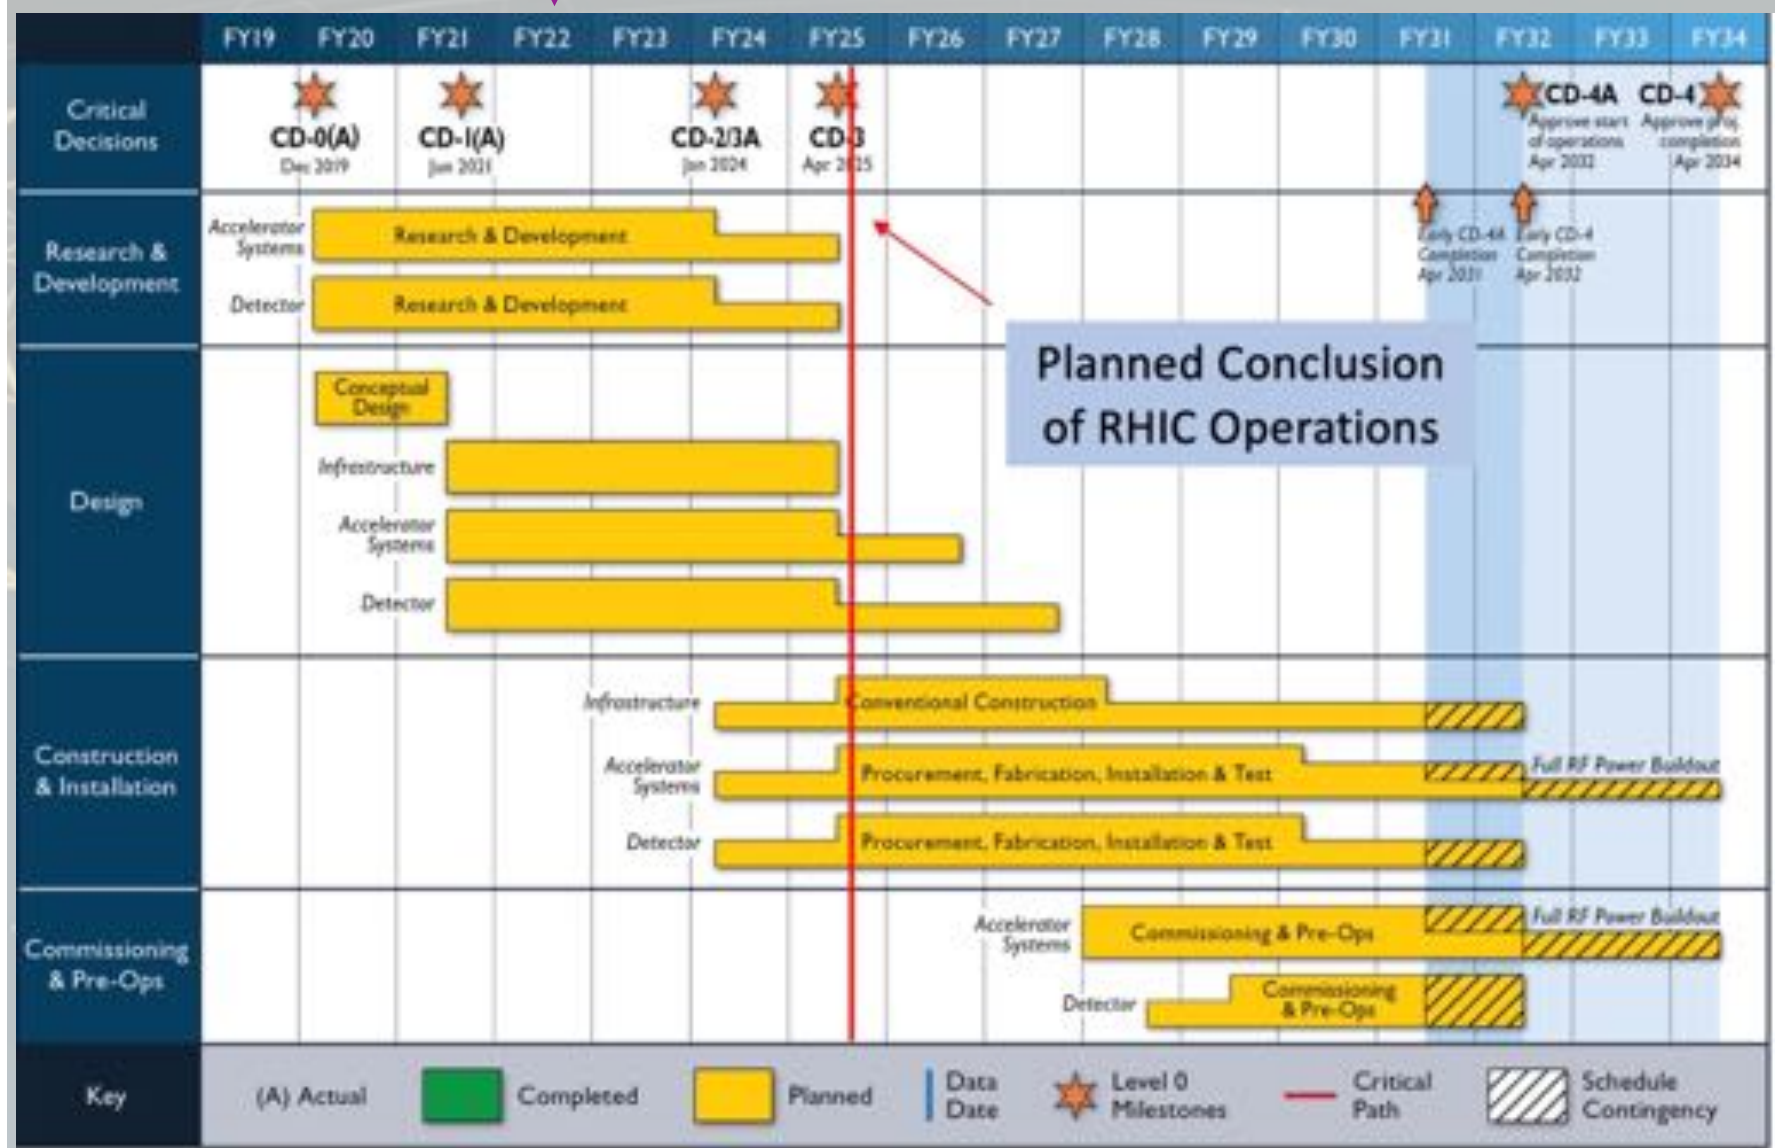 FY19 FY20 FY21 FY22 FY23 FY24 FY25 FY26 FY27 FY28 FY29 FY30 FY31 FY32 FY33 FY34
Critical
Decisions
CD-0(A)
Dec 2019
CD-1(A)
Jun 2021
CD-2/3A
Jan 2024
CD-3
Apr 2025
CD-4A
Approve start
of operations
Apr 2032
CD-4
Approve proj.
completion
Apr 2034
Research &
Development
Accelerator
Systems
Research & Development
Detector
Research & Development
Early CD-4A
Completion
Apr 2031
Early CD-4
Completion
Apr 2032
Planned Conclusion
of RHIC Operations
Design
Conceptual
Design
Infrastructure
Accelerator
Systems
Detector
Construction
& Installation
Infrastructure
Conventional Construction
Accelerator
Systems
Procurement, Fabrication, Installation & Test
Full RF Power Buildout
Detector
Procurement, Fabrication, Installation & Test
Commissioning
& Pre-Ops
Accelerator
Systems
Commissioning & Pre-Ops
Full RF Power Buildout
Detector
Commissioning
& Pre-Ops
Key
(A) Actual
Completed
Planned
Data
Date
Level 0
Milestones
Critical
Path
Schedule
Contingency